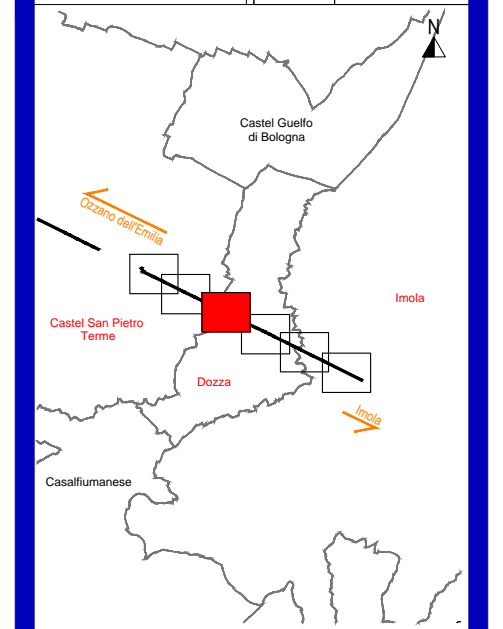 N
Castel Guelfo
di Bologna
Ozzano dell'Emilia
Imola
Castel San Pietro
Terme
Dozza
Imola
Casalfiumanese